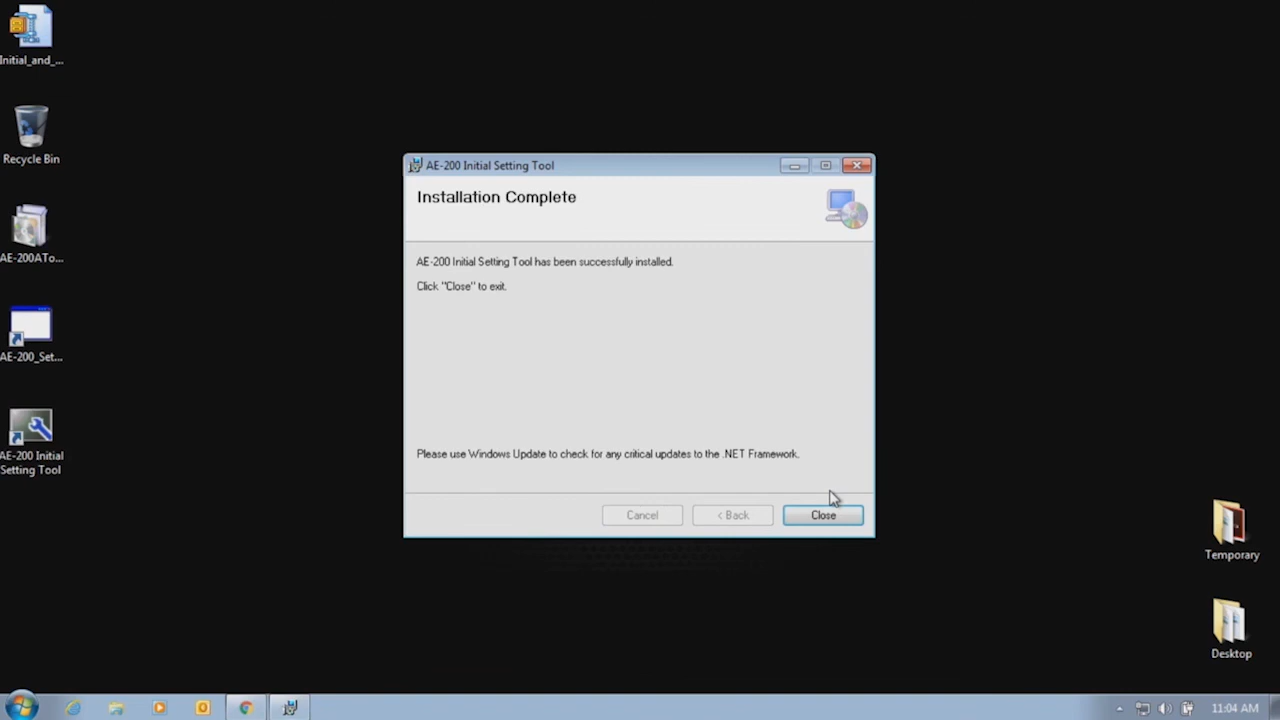 Initial_and_...
Recycle Bin
AE-200ATo...
AE-200_Set...
AE-200 Initial
Setting Tool
AE-200 Initial Setting Tool
Installation Complete
AE-200 Initial Setting Tool has been successfully installed.
Click "Close" to exit.
Please use Windows Update to check for any critical updates to the .NET Framework.
Cancel
< Back
Close
Temporary
Desktop
11:04 AM